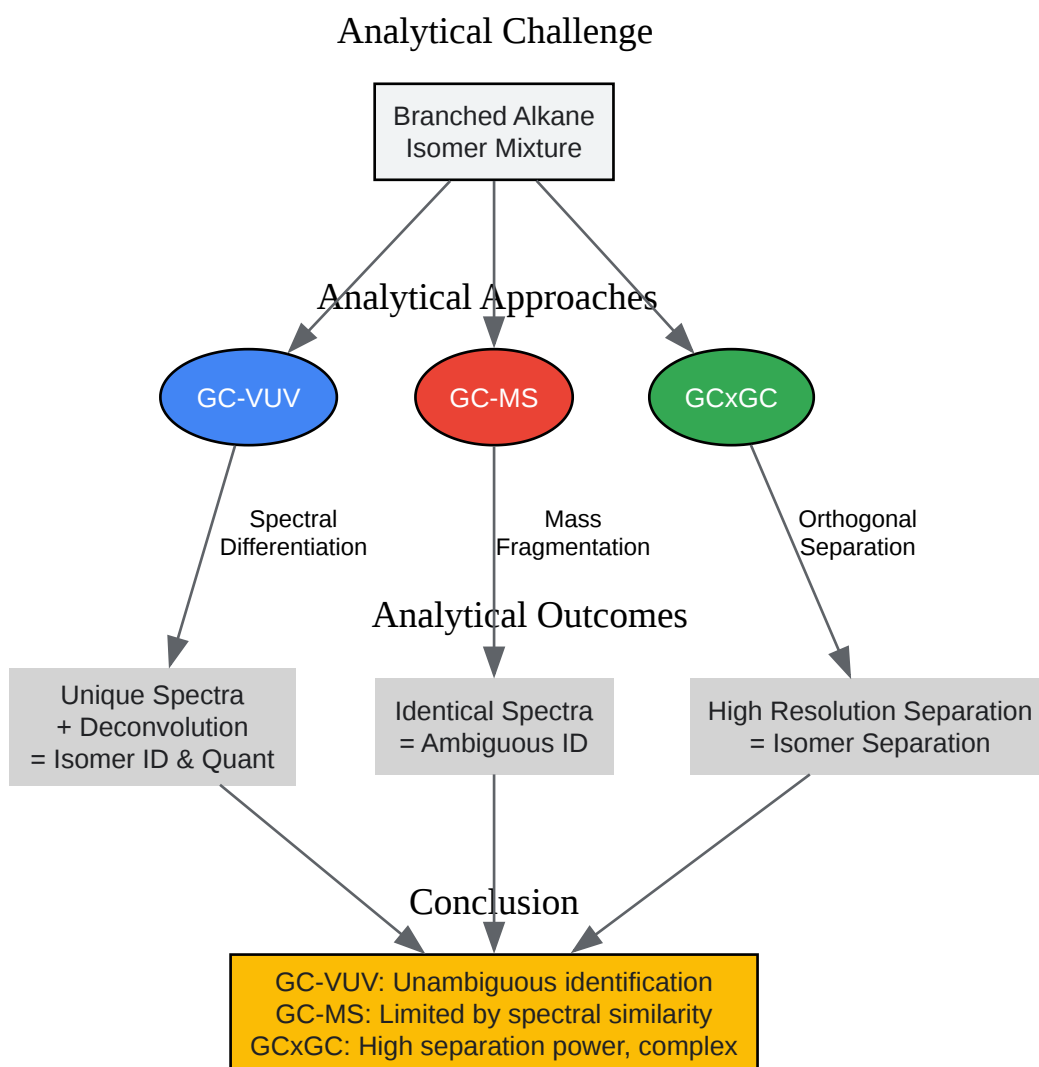 Analytical Challenge
Branched Alkane
Isomer Mixture
Analytical Approaches
GC-VUV
GC-MS
GCxGC
Spectral
Differentiation
Mass
Fragmentation
Orthogonal
Separation
Analytical Outcomes
Unique Spectra
+ Deconvolution
= Isomer ID & Quant
Identical Spectra
= Ambiguous ID
High Resolution Separation
= Isomer Separation
Conclusion
GC-VUV: Unambiguous identification
GC-MS: Limited by spectral similarity
GCxGC: High separation power, complex